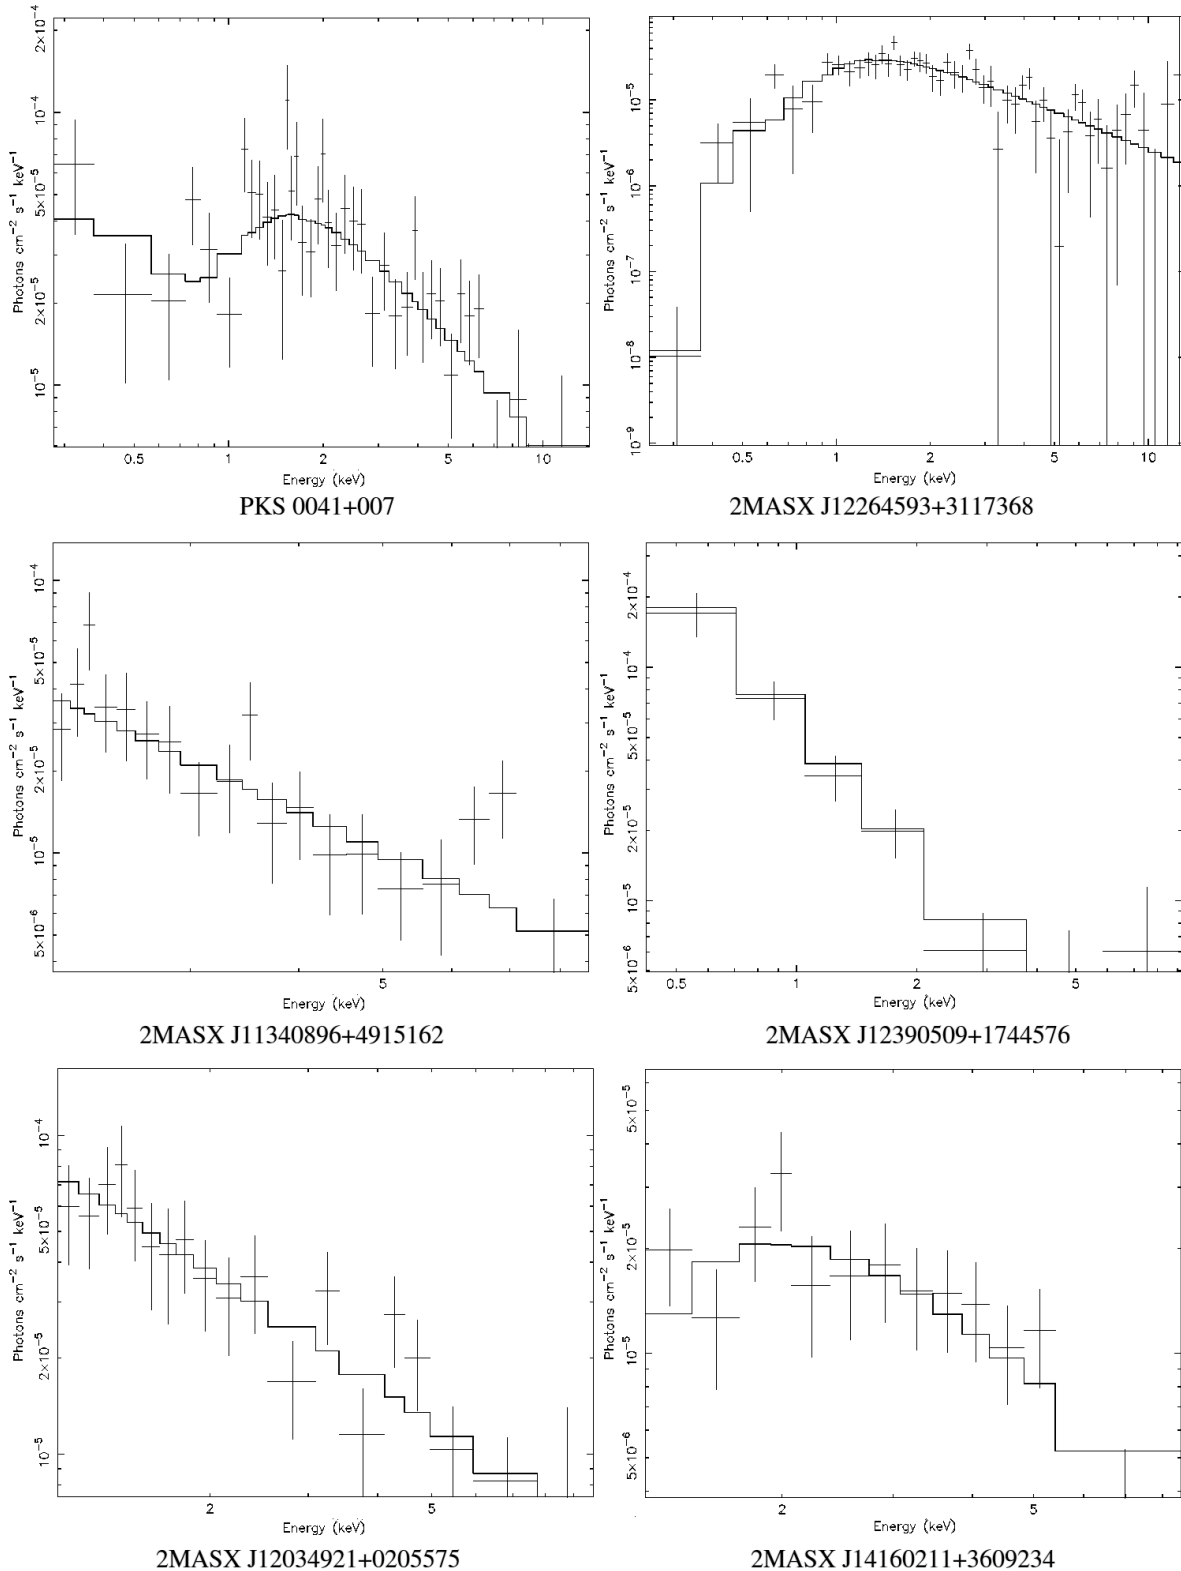 2×10⁻⁴
10⁻⁴
5×10⁻⁵
2×10⁻⁵
10⁻⁵
Photons cm⁻² s⁻¹ keV⁻¹
0.5 1 2 5 10
Energy (keV)
PKS 0041+007
10⁻⁵
10⁻⁶
10⁻⁷
10⁻⁸
10⁻⁹
Photons cm⁻² s⁻¹ keV⁻¹
0.5 1 2 5 10
Energy (keV)
2MASX J12264593+3117368
10⁻⁴
5×10⁻⁵
2×10⁻⁵
10⁻⁵
5×10⁻⁶
Photons cm⁻² s⁻¹ keV⁻¹
5
Energy (keV)
2MASX J11340896+4915162
2×10⁻⁴
10⁻⁴
5×10⁻⁵
2×10⁻⁵
10⁻⁵
5×10⁻⁶
Photons cm⁻² s⁻¹ keV⁻¹
0.5 1 2 5
Energy (keV)
2MASX J12390509+1744576
10⁻⁴
5×10⁻⁵
2×10⁻⁵
10⁻⁵
Photons cm⁻² s⁻¹ keV⁻¹
2 5
Energy (keV)
2MASX J12034921+0205575
5×10⁻⁵
2×10⁻⁵
10⁻⁵
5×10⁻⁶
Photons cm⁻² s⁻¹ keV⁻¹
2 5
Energy (keV)
2MASX J14160211+3609234